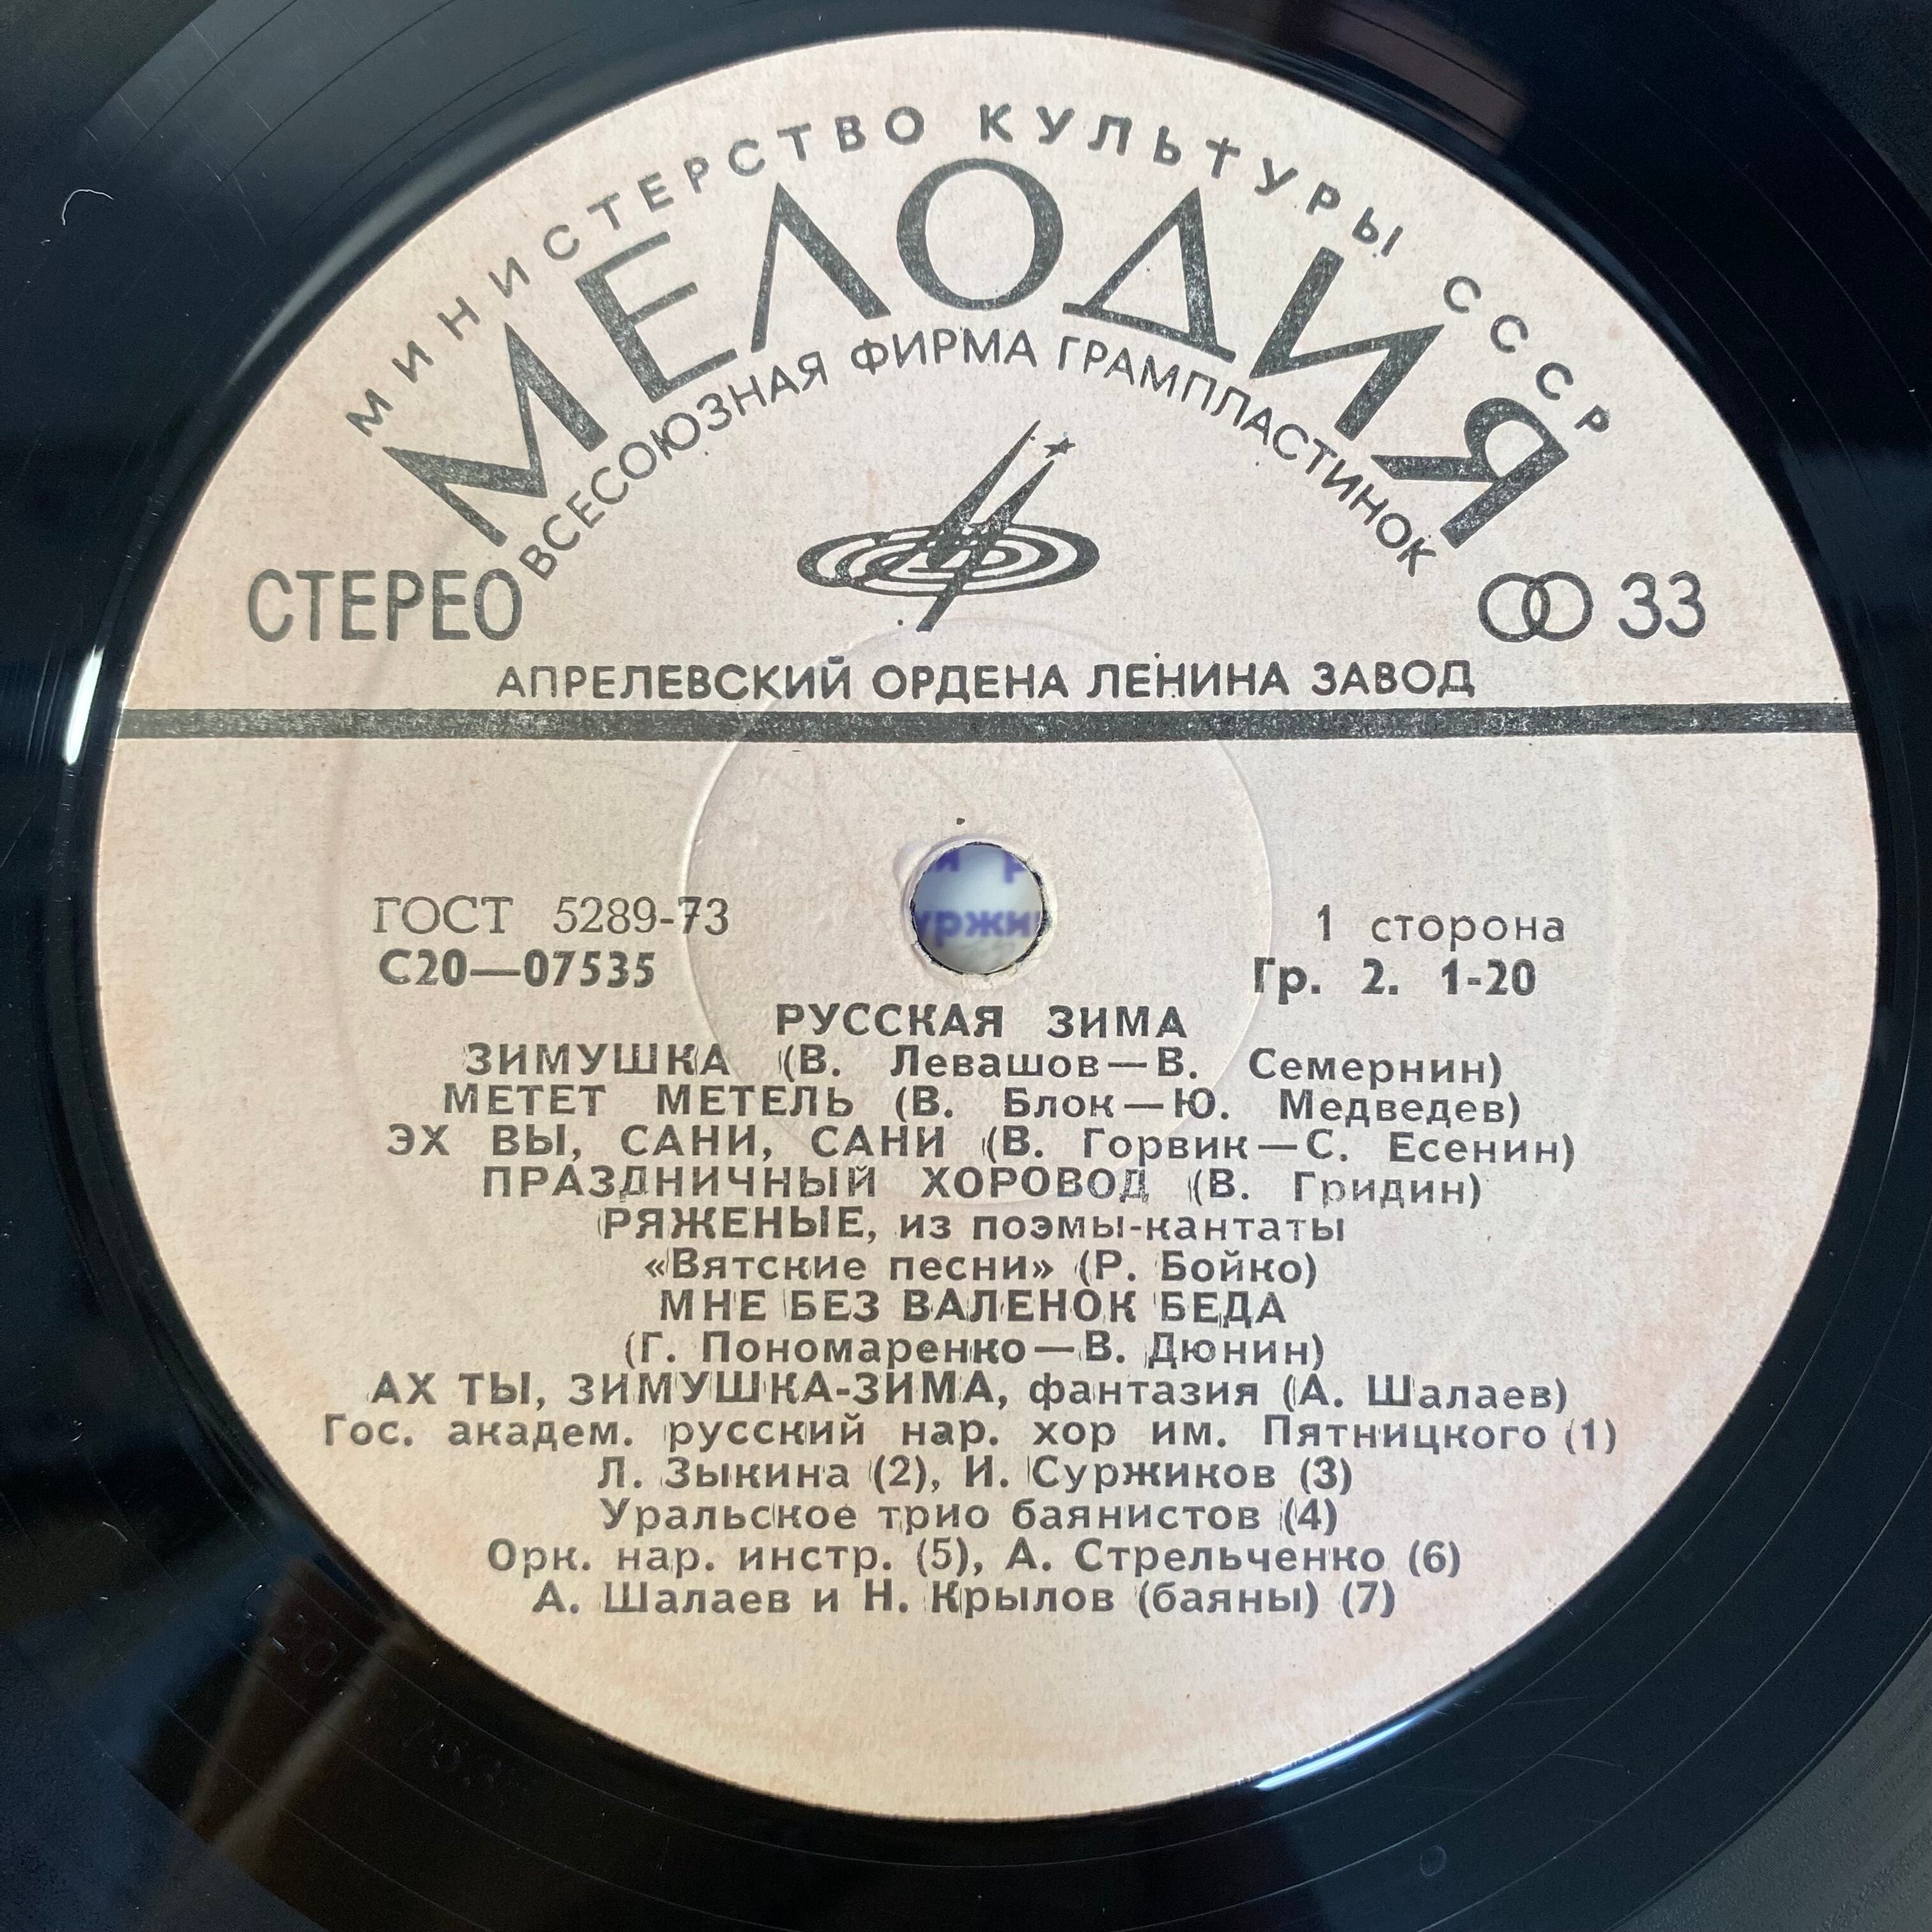 МИНИСТЕРСТВО КУЛЬТУРЫ СССР
МЕЛОДИЯ
ВСЕСОЮЗНАЯ ФИРМА ГРАМПЛАСТИНОК
СТЕРЕО 33
АПРЕЛЕВСКИЙ ОРДЕНА ЛЕНИНА ЗАВОД
ГОСТ 5289-73 1 сторона
С20—07535 Гр. 2. 1-20
РУССКАЯ ЗИМА
ЗИМУШКА (В. Левашов—В. Семернин)
МЕТЕТ МЕТЕЛЬ (В. Блок—Ю. Медведев)
ЭХ ВЫ, САНИ, САНИ (В. Горвик—С. Есенин)
ПРАЗДНИЧНЫЙ ХОРОВОД (В. Гридин)
РЯЖЕНЫЕ, из поэмы-кантаты
«Вятские песни» (Р. Бойко)
МНЕ БЕЗ ВАЛЕНОК БЕДА
(Г. Пономаренко—В. Дюнин)
АХ ТЫ, ЗИМУШКА-ЗИМА, фантазия (А. Шалаев)
Гос. академ. русский нар. хор им. Пятницкого (1)
Л. Зыкина (2), И. Суржиков (3)
Уральское трио баянистов (4)
Орк. нар. инстр. (5), А. Стрельченко (6)
А. Шалаев и Н. Крылов (баяны) (7)